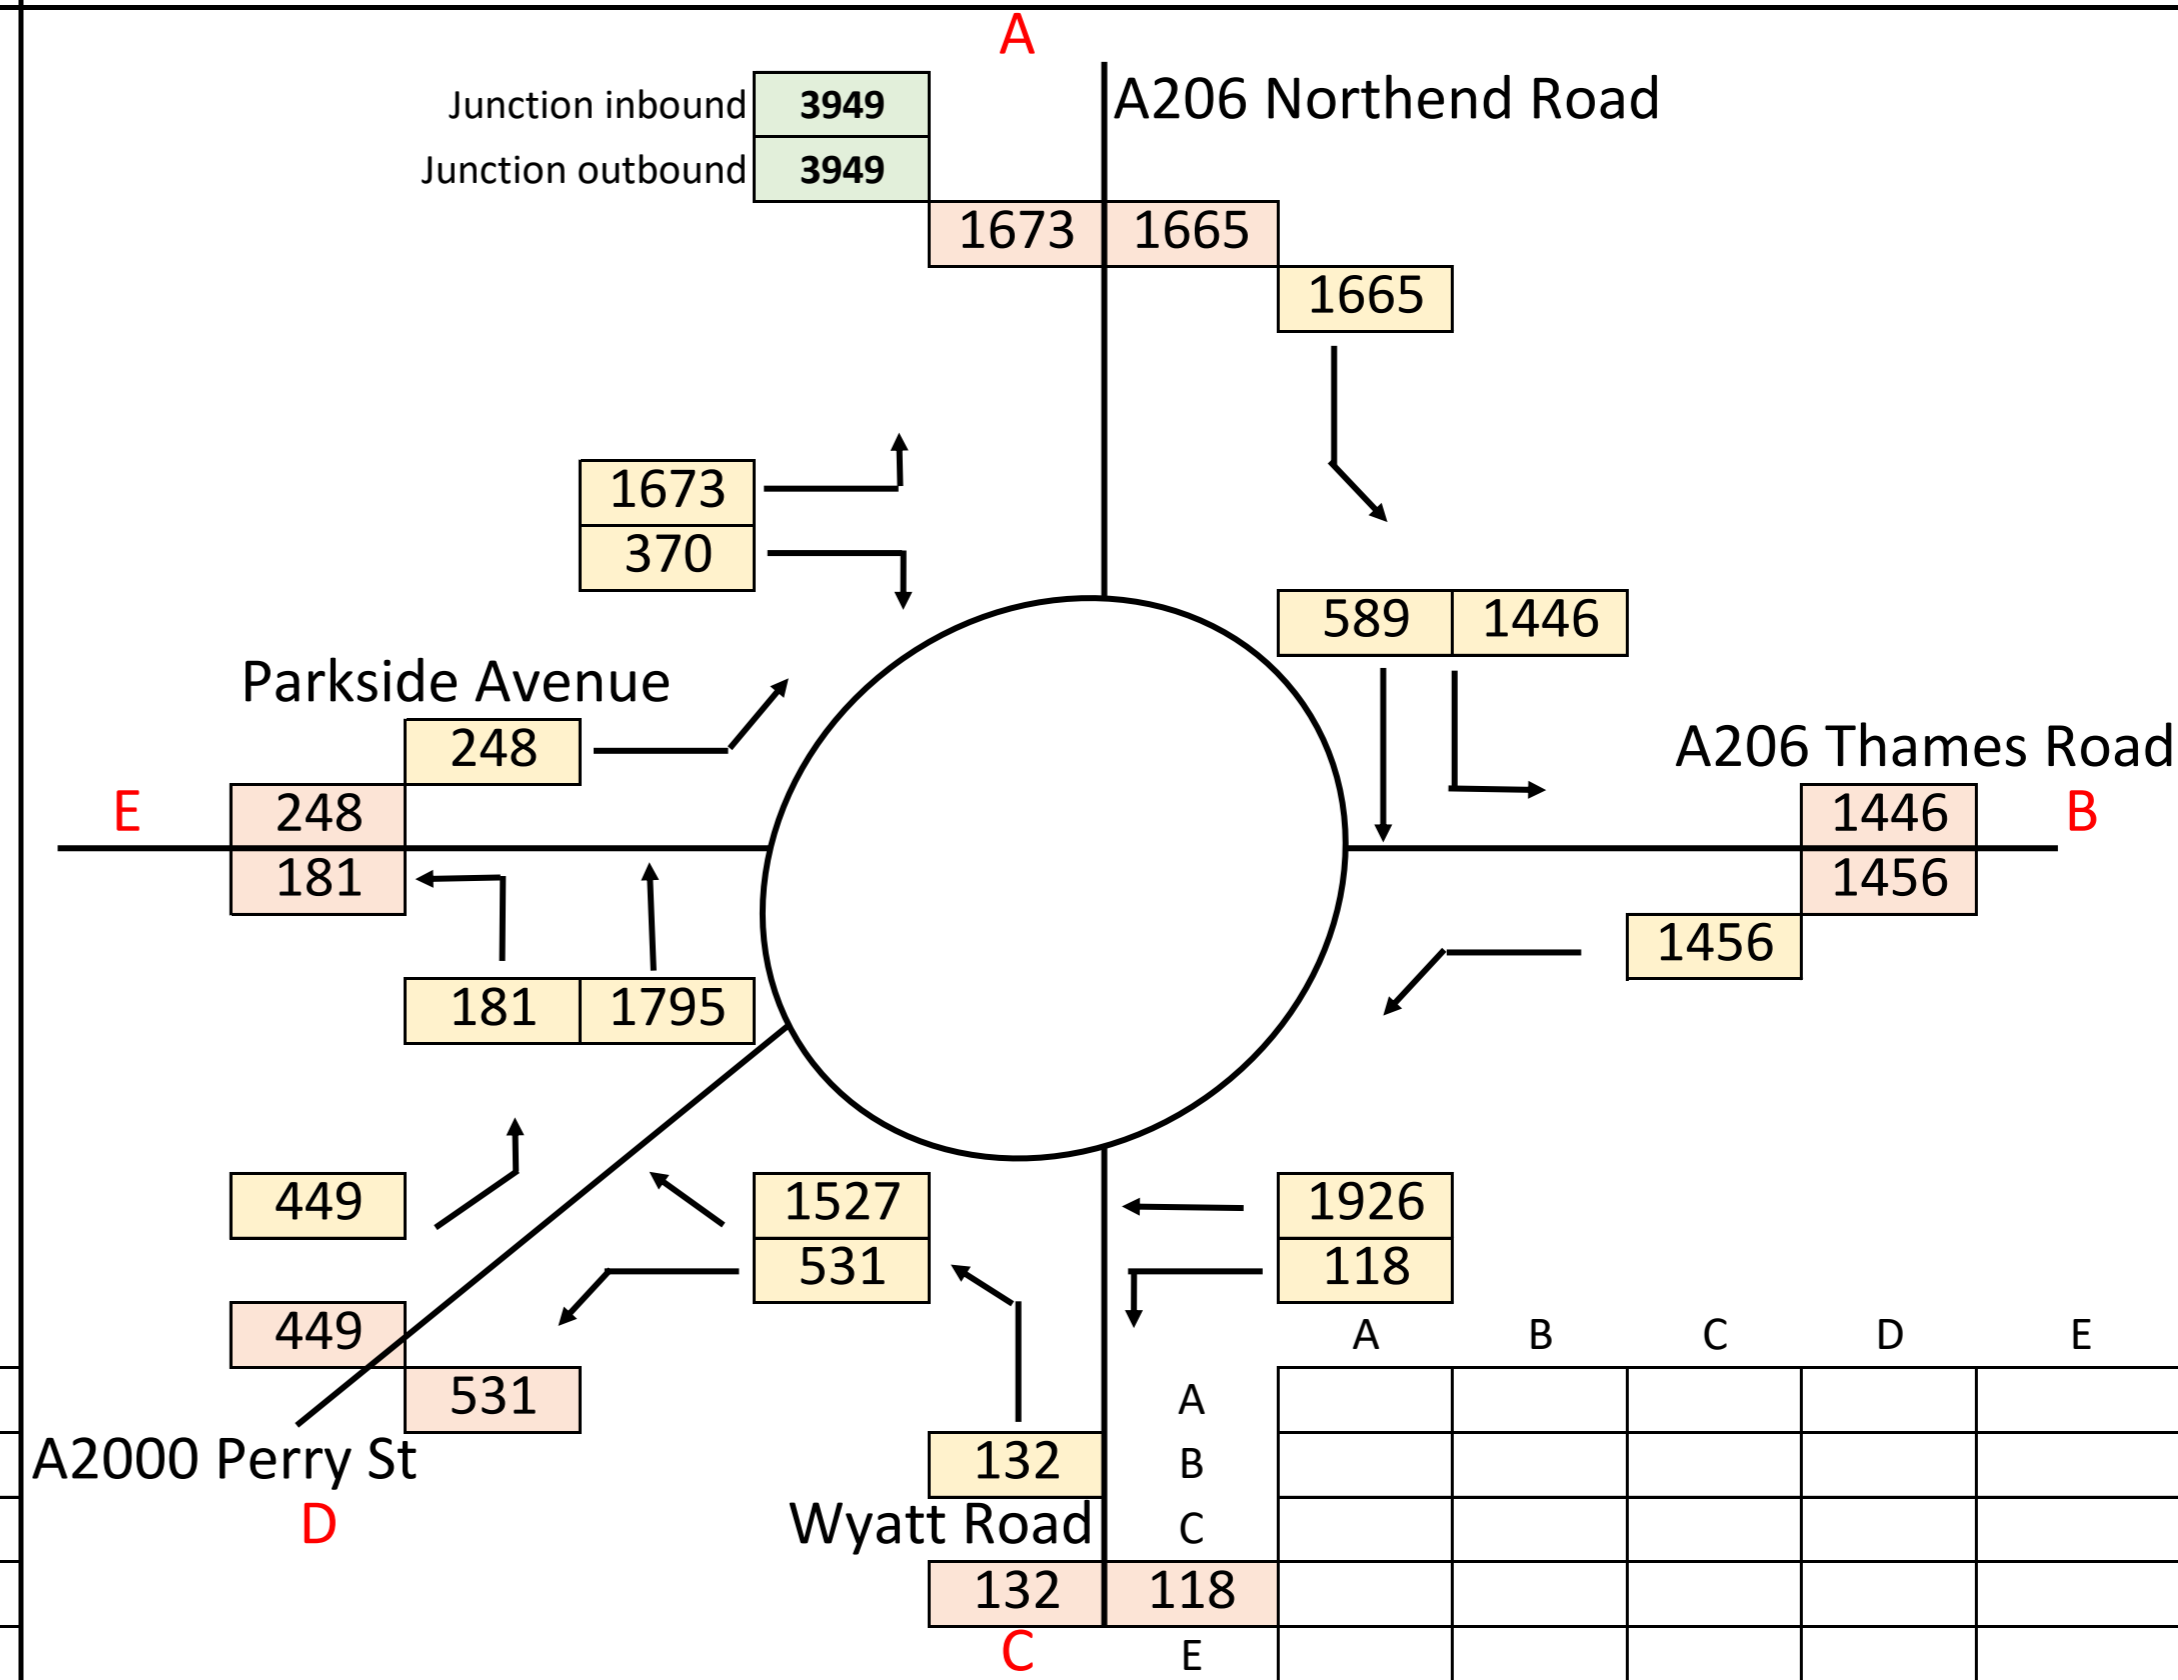 A
Junction inbound 3949 A206 Northend Road
Junction outbound 3949
1673 1665
1665
1673
370
589 1446
Parkside Avenue
248
A206 Thames Road
E 248 1446 B
181 1456
1456
181 1795
449 1527 1926
531 118
449 A B C D E
531 A
A2000 Perry St 132 B
D Wyatt Road C
132 118
C E